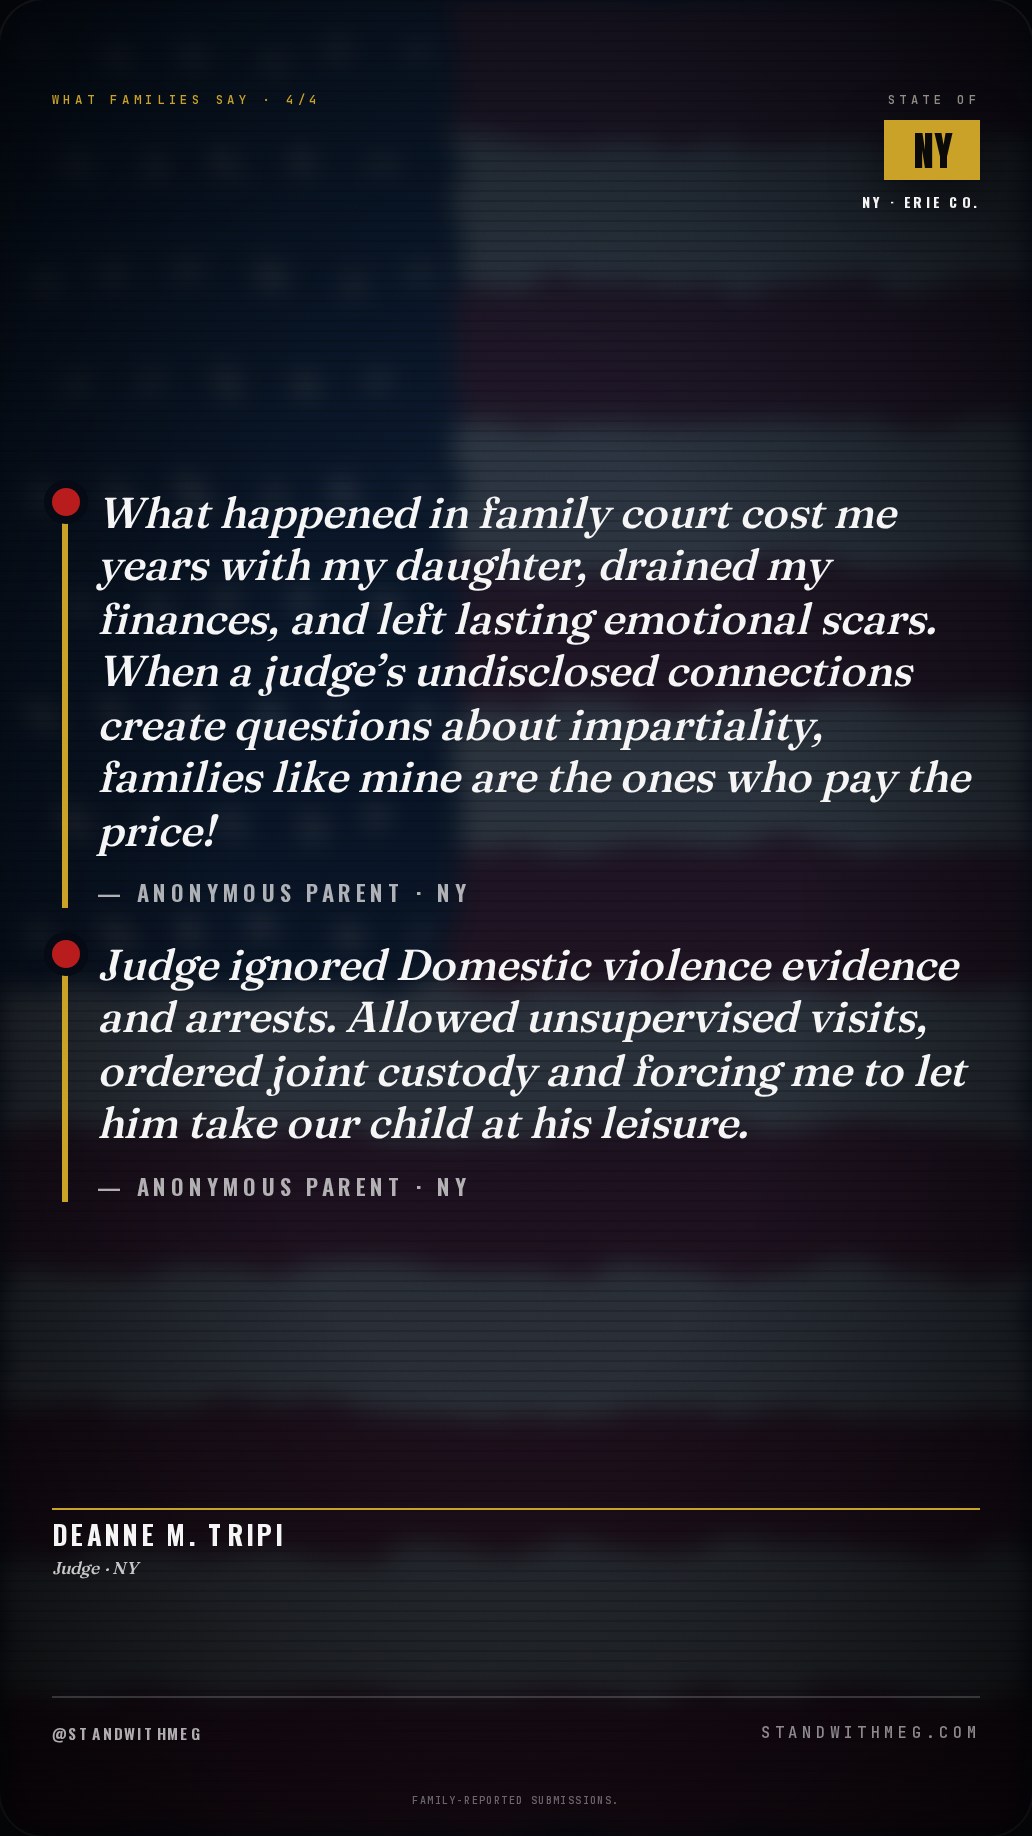 WHAT FAMILIES SAY · 4/4
STATE OF
NY
NY · ERIE CO.
What happened in family court cost me
years with my daughter, drained my
finances, and left lasting emotional scars.
When a judge’s undisclosed connections
create questions about impartiality,
families like mine are the ones who pay the
price!
— ANONYMOUS PARENT · NY
Judge ignored Domestic violence evidence
and arrests. Allowed unsupervised visits,
ordered joint custody and forcing me to let
him take our child at his leisure.
— ANONYMOUS PARENT · NY
DEANNE M. TRIPI
Judge · NY
@STANDWITHMEG
STANDWITHMEG.COM
FAMILY-REPORTED SUBMISSIONS.